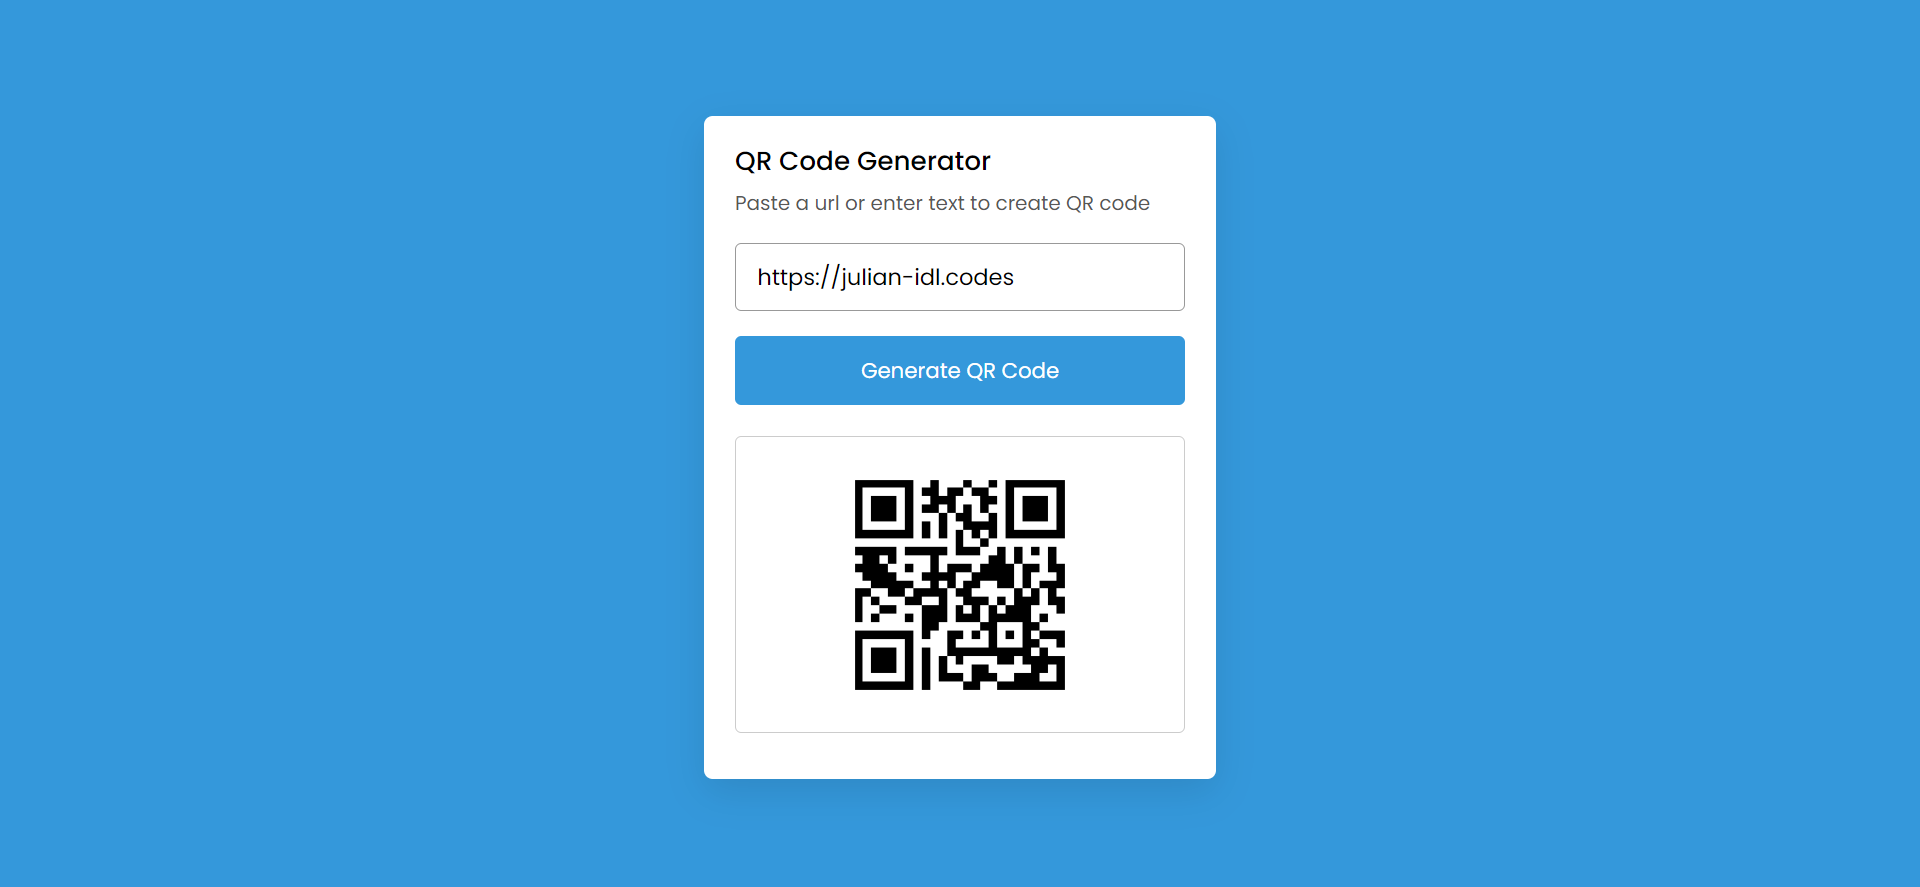 QR Code Generator
Paste a url or enter text to create QR code
https://julian-idl.codes
Generate QR Code